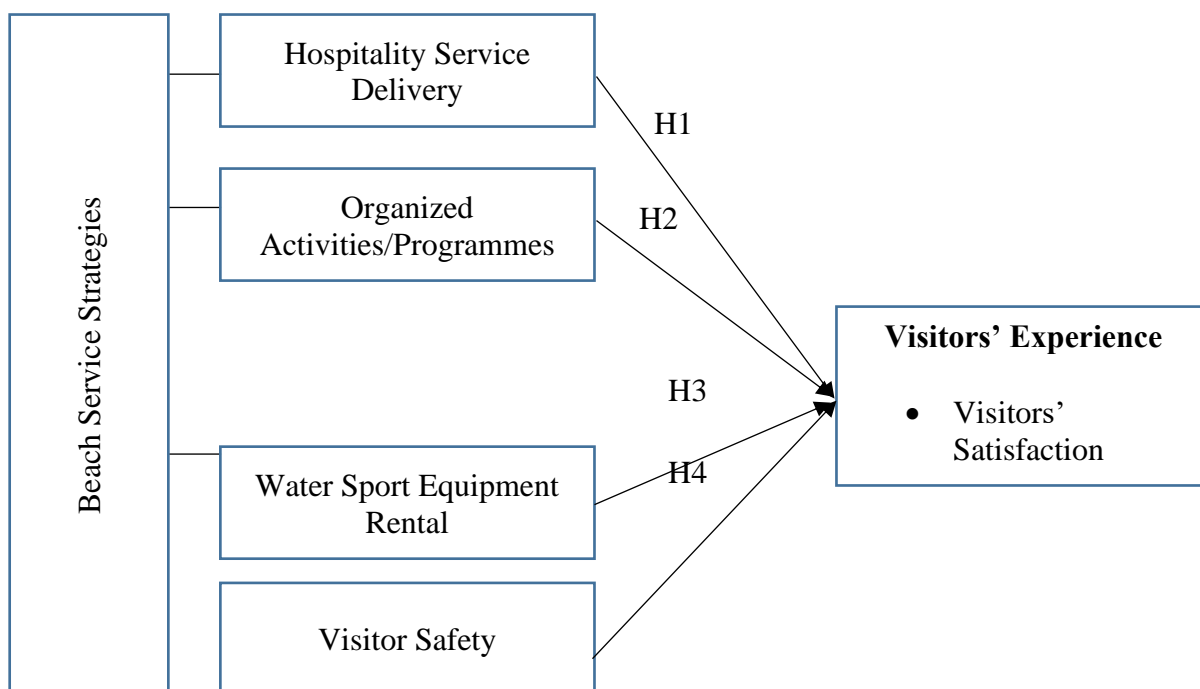 Beach Service Strategies
Hospitality Service
Delivery
H1
Organized
Activities/Programmes
H2
Visitors’ Experience
• Visitors’
Satisfaction
H3
Water Sport Equipment
Rental
H4
Visitor Safety